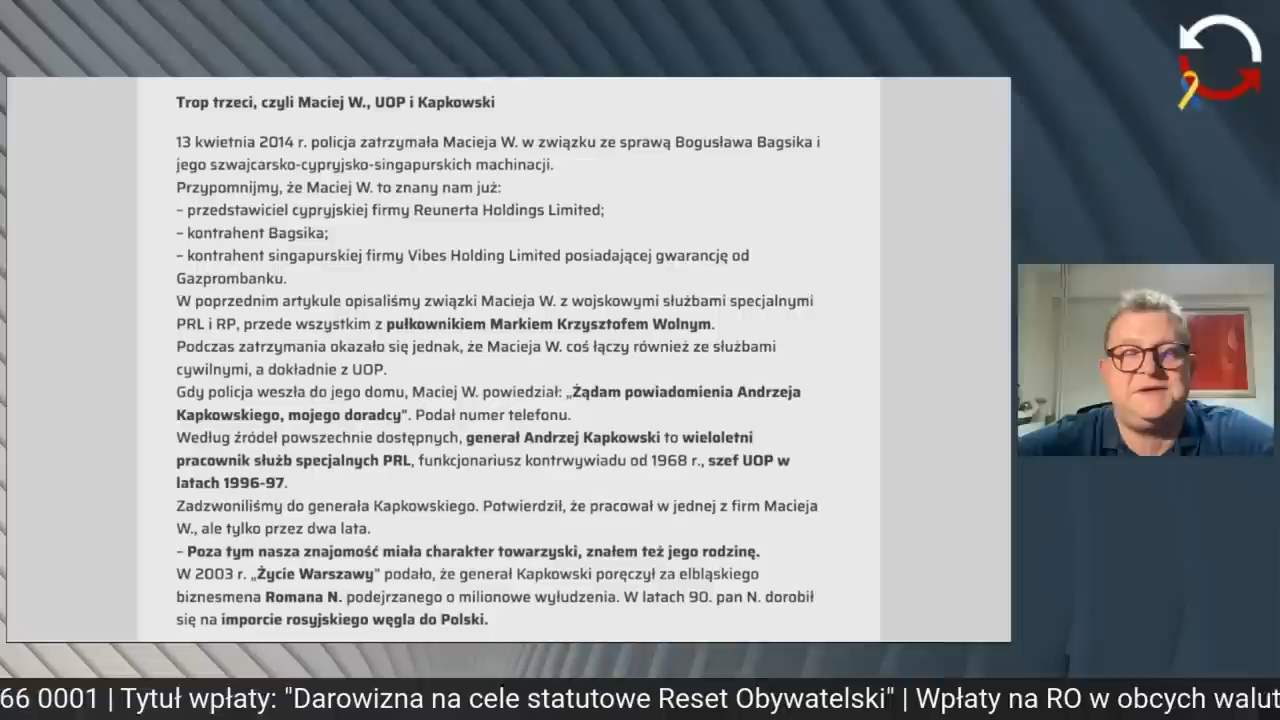 Trop trzeci, czyli Maciej W., UOP i Kapkowski
13 kwietnia 2014 r. policja zatrzymała Macieja W. w związku ze sprawą Bogusława Bagsika i
jego szwajcarsko-cypryjsko-singapurskich machinacji.
Przypomnijmy, że Maciej W. to znany nam już:
– przedstawiciel cypryjskiej firmy Reunerta Holdings Limited;
– kontrahent Bagsika;
– kontrahent singapurskiej firmy Vibes Holding Limited posiadającej gwarancję od
Gazprombanku.
W poprzednim artykule opisaliśmy związki Macieja W. z wojskowymi służbami specjalnymi
PRL i RP, przede wszystkim z pułkownikiem Markiem Krzysztofem Wolnym.
Podczas zatrzymania okazało się jednak, że Macieja W. coś łączy również ze służbami
cywilnymi, a dokładnie z UOP.
Gdy policja weszła do jego domu, Maciej W. powiedział: „Żądam powiadomienia Andrzeja
Kapkowskiego, mojego doradcy”. Podał numer telefonu.
Według źródeł powszechnie dostępnych, generał Andrzej Kapkowski to wieloletni
pracownik służb specjalnych PRL, funkcjonariusz kontrwywiadu od 1968 r., szef UOP w
latach 1996-97.
Zadzwoniliśmy do generała Kapkowskiego. Potwierdził, że pracował w jednej z firm Macieja
W., ale tylko przez dwa lata.
– Poza tym nasza znajomość miała charakter towarzyski, znałem też jego rodzinę.
W 2003 r. „Życie Warszawy” podało, że generał Kapkowski poręczył za elbląskiego
biznesmena Romana N. podejrzanego o milionowe wyłudzenia. W latach 90. pan N. dorobił
się na imporcie rosyjskiego węgla do Polski.
66 0001 | Tytuł wpłaty: "Darowizna na cele statutowe Reset Obywatelski" | Wpłaty na RO w obcych walut